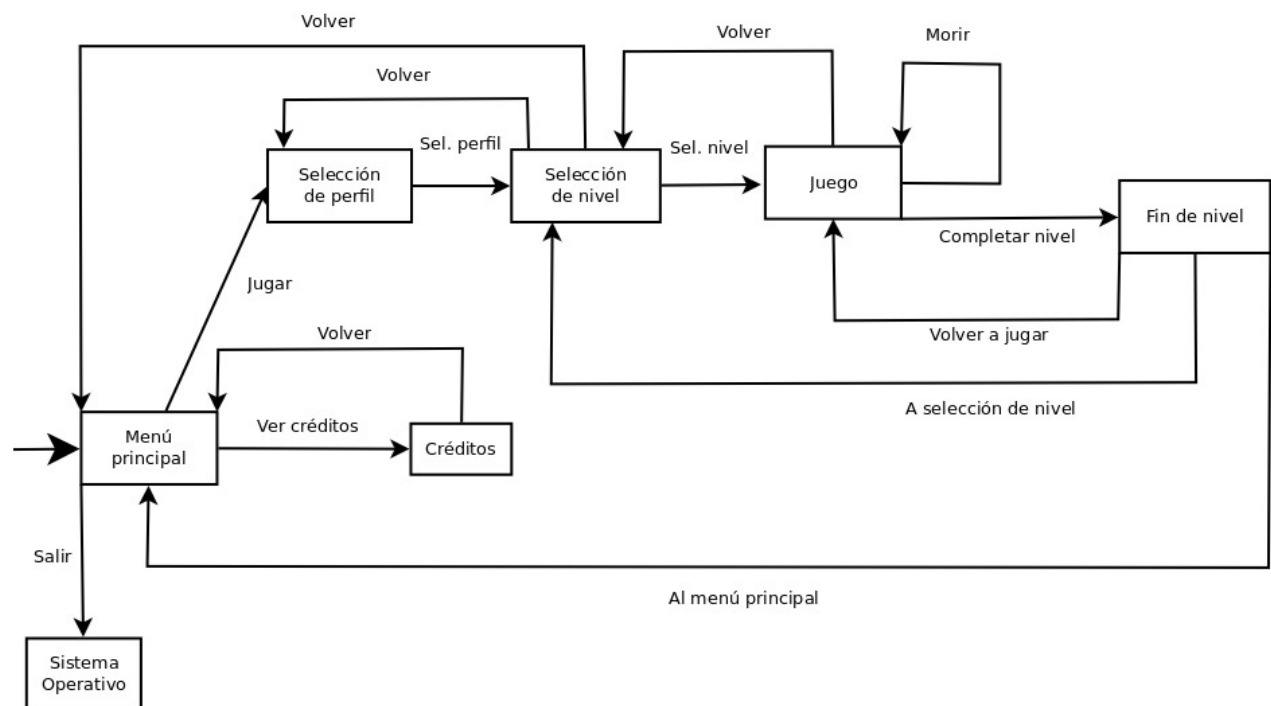 Volver
Volver
Morir
Volver
Sel. perfil
Sel. nivel
Selección
de perfil
Selección
de nivel
Juego
Fin de nivel
Completar nivel
Jugar
Volver
Volver a jugar
A selección de nivel
Ver créditos
Menú
principal
Créditos
Salir
Al menú principal
Sistema
Operativo